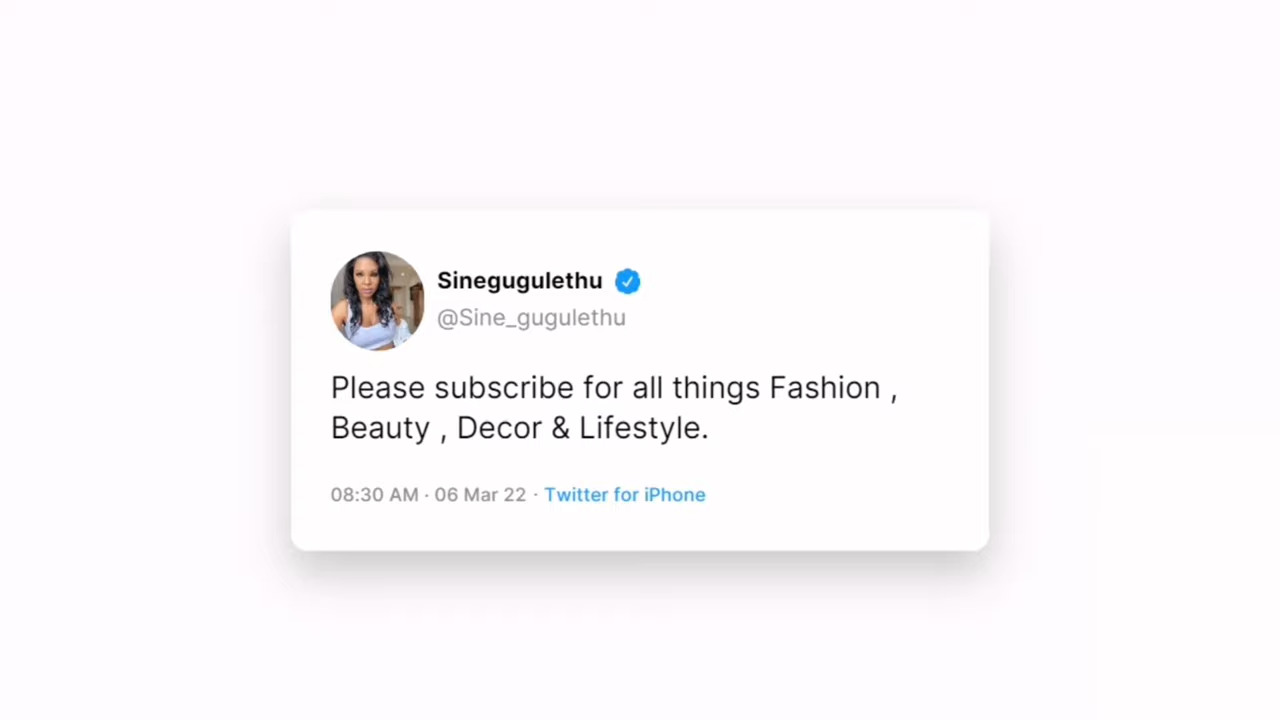 Sinegugulethu
@Sine_gugulethu
Please subscribe for all things Fashion ,
Beauty , Decor & Lifestyle.
08:30 AM · 06 Mar 22 · Twitter for iPhone